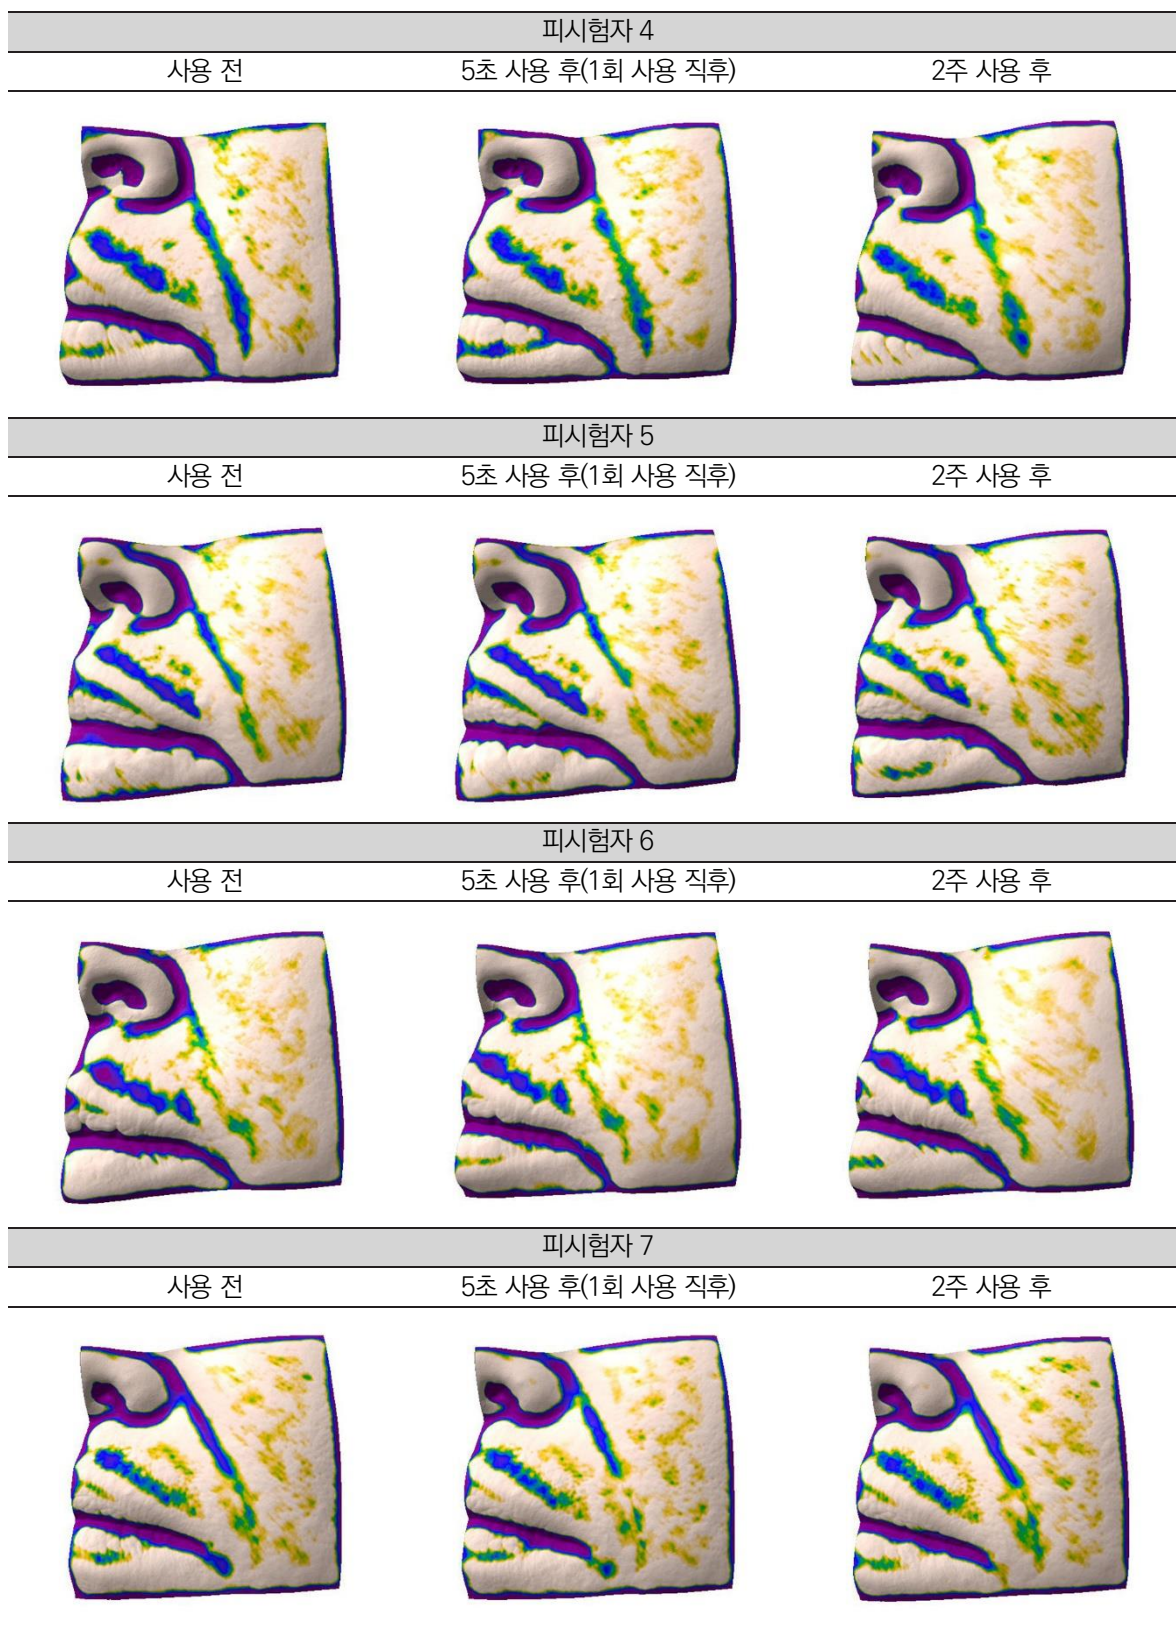 피시험자 4
사용 전 5초 사용 후(1회 사용 직후) 2주 사용 후
피시험자 5
사용 전 5초 사용 후(1회 사용 직후) 2주 사용 후
피시험자 6
사용 전 5초 사용 후(1회 사용 직후) 2주 사용 후
피시험자 7
사용 전 5초 사용 후(1회 사용 직후) 2주 사용 후